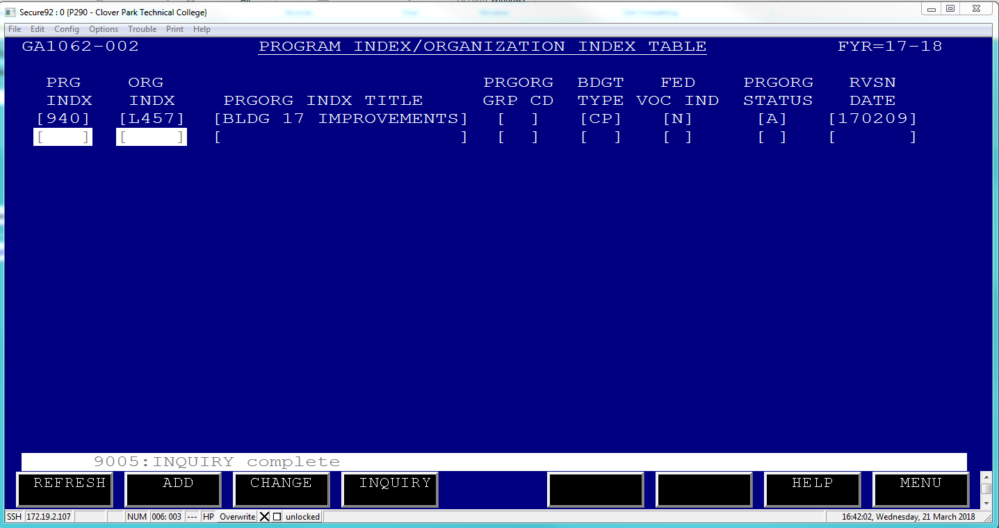 Secure92 : 0 {P290 - Clover Park Technical College}
File Edit Config Options Trouble Print Help
GA1062-002 PROGRAM INDEX/ORGANIZATION INDEX TABLE FYR=17-18
PRG ORG PRGORG BDGT FED PRGORG RVSN
INDX INDX PRGORG INDX TITLE GRP CD TYPE VOC IND STATUS DATE
[940] [L457] [BLDG 17 IMPROVEMENTS] [ ] [CP] [N] [A] [170209]
[ ] [ ] [ ] [ ] [ ] [ ] [ ] [ ]
9005:INQUIRY complete
REFRESH ADD CHANGE INQUIRY HELP MENU
SSH 172.19.2.107 NUM 006: 003 --- HP Overwrite unlocked 16:42:02, Wednesday, 21 March 2018